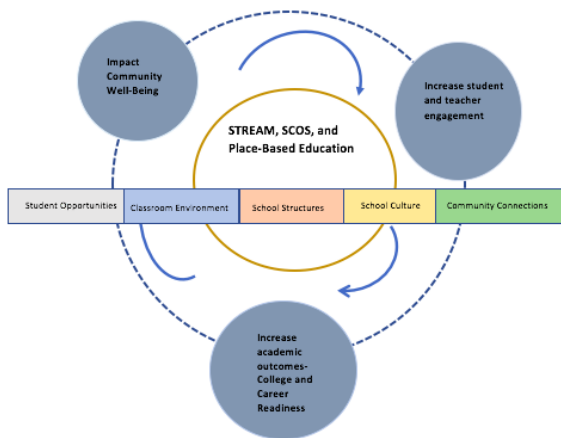 Impact
Community
Well-Being
Increase student
and teacher
engagement
STREAM, SCOS, and
Place-Based Education
Student Opportunities
Classroom Environment
School Structures
School Culture
Community Connections
Increase
academic
outcomes-
College and
Career
Readiness